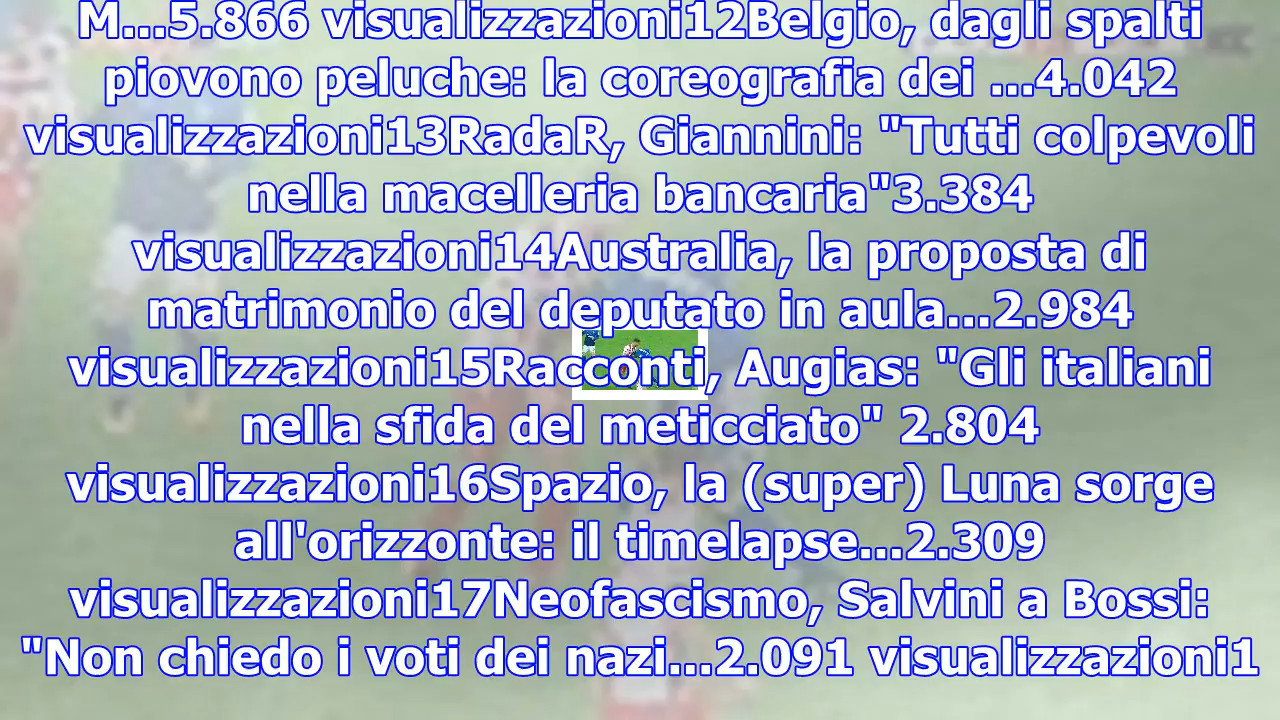 M...5.866 visualizzazioni12Belgio, dagli spalti
piovono peluche: la coreografia dei ...4.042
visualizzazioni13RadaR, Giannini: "Tutti colpevoli
nella macelleria bancaria"3.384
visualizzazioni14Australia, la proposta di
matrimonio del deputato in aula...2.984
visualizzazioni15Racconti, Augias: "Gli italiani
nella sfida del meticciato" 2.804
visualizzazioni16Spazio, la (super) Luna sorge
all'orizzonte: il timelapse...2.309
visualizzazioni17Neofascismo, Salvini a Bossi:
"Non chiedo i voti dei nazi...2.091 visualizzazioni1